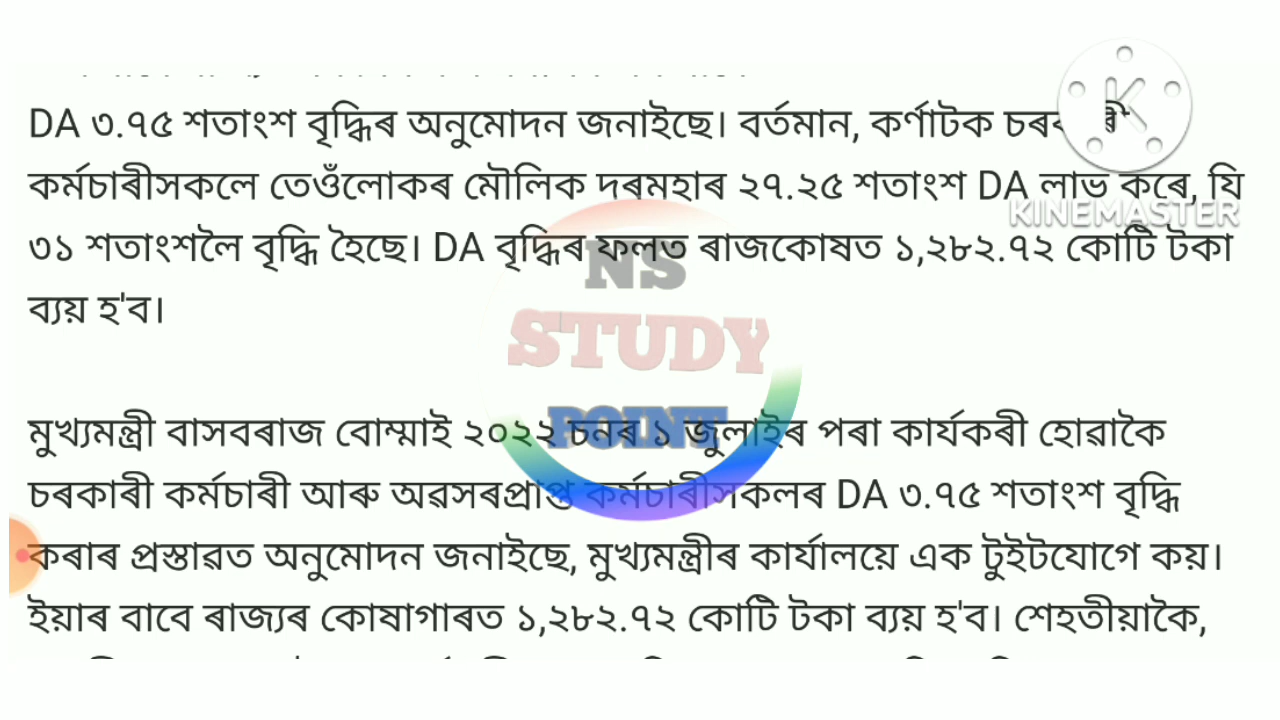 DA ৩.৭৫ শতাংশ বৃদ্ধিৰ অনুমোদন জনাইছে। বৰ্তমান, কৰ্ণাটক
কৰ্মচাৰীসকলে তেওঁলোকৰ মৌলিক দৰমহাৰ ২৭.২৫ শতাংশ DA লাভ কৰে, যি
KINEMASTER
৩১ শতাংশলৈ বৃদ্ধি হৈছে। DA বৃদ্ধিৰ ফলত ৰাজকোষত ১,২৮২.৭২ কোটি টকা
ব্যয় হ'ব।
NS
STUDY
POINT
মুখ্যমন্ত্ৰী বাসবৰাজ বোম্মাই ২০২২ চনৰ ১ জুলাইৰ পৰা কাৰ্যকৰী হোৱাকৈ
চৰকাৰী কৰ্মচাৰী আৰু অৱসৰপ্ৰাপ্ত কৰ্মচাৰীসকলৰ DA ৩.৭৫ শতাংশ বৃদ্ধি
কৰাৰ প্ৰস্তাৱত অনুমোদন জনাইছে, মুখ্যমন্ত্ৰীৰ কাৰ্যালয়ে এক টুইটযোগে কয়।
ইয়াৰ বাবে ৰাজ্যৰ কোষাগাৰত ১,২৮২.৭২ কোটি টকা ব্যয় হ'ব। শেহতীয়াকৈ,